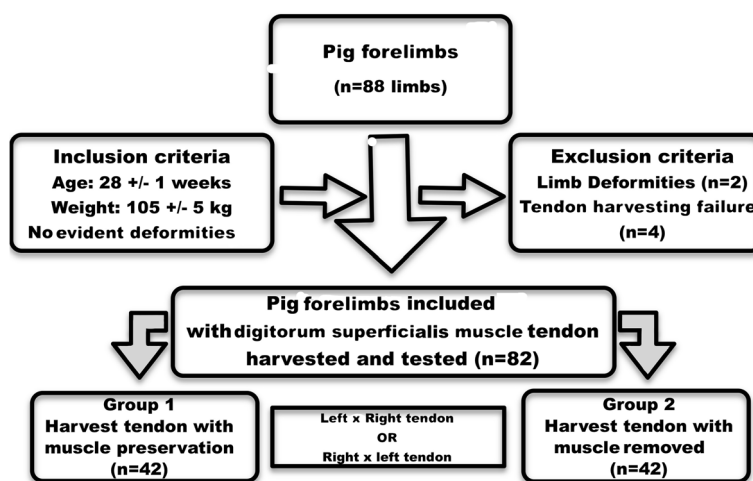 Pig forelimbs
(n=88 limbs)
Inclusion criteria
Age: 28 +/- 1 weeks
Weight: 105 +/- 5 kg
No evident deformities
Exclusion criteria
Limb Deformities (n=2)
Tendon harvesting failure
(n=4)
Pig forelimbs included
with digitorum superficialis muscle tendon
harvested and tested (n=82)
Group 1
Harvest tendon with
muscle preservation
(n=42)
Left x Right tendon
OR
Right x left tendon
Group 2
Harvest tendon with
muscle removed
(n=42)